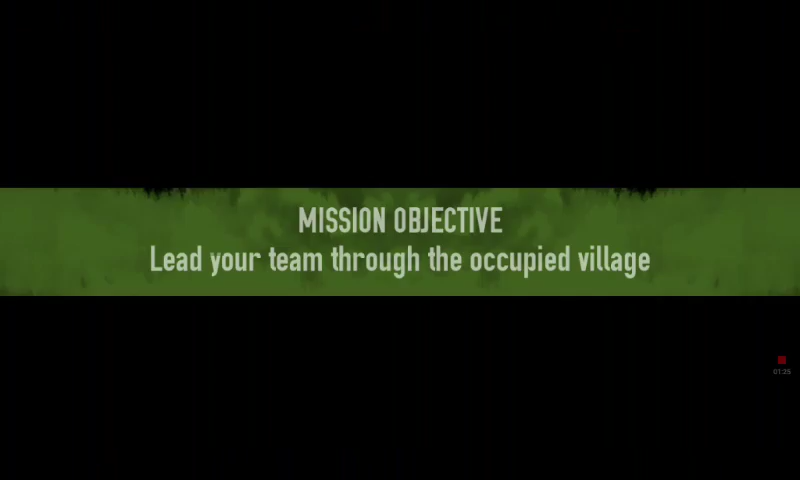 MISSION OBJECTIVE
Lead your team through the occupied village
01:25